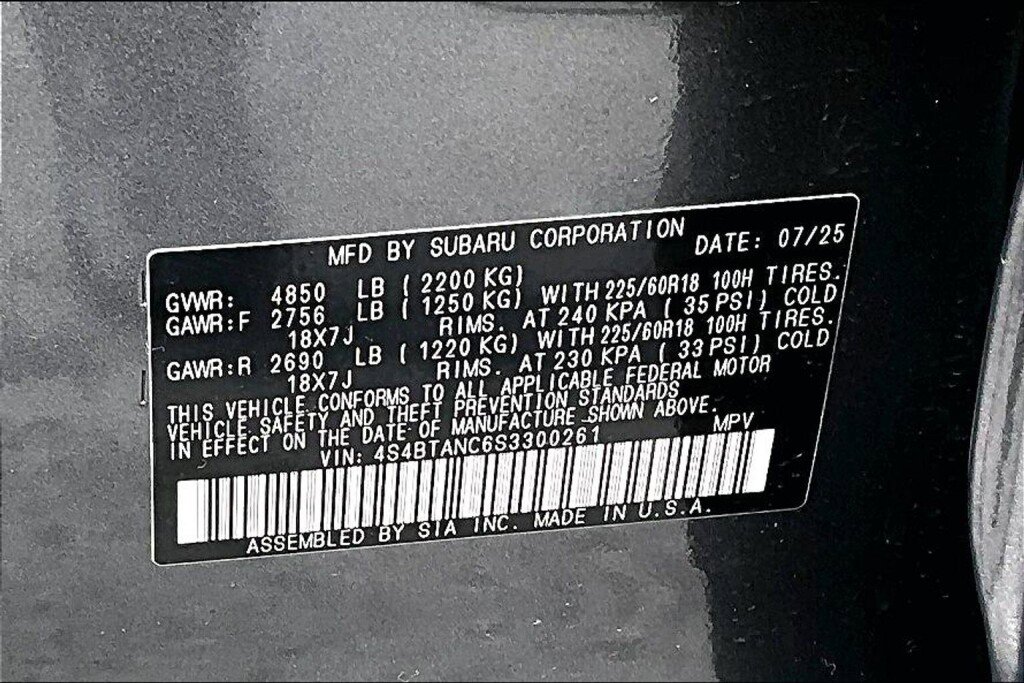 MFD BY SUBARU CORPORATION DATE: 07/25
GVWR: 4850 LB ( 2200 KG)
GAWR:F 2756 LB ( 1250 KG) WITH 225/60R18 100H TIRES.
18X7J RIMS. AT 240 KPA ( 35 PSI) COLD
GAWR:R 2690 LB ( 1220 KG) WITH 225/60R18 100H TIRES.
18X7J RIMS. AT 230 KPA ( 33 PSI) COLD
THIS VEHICLE CONFORMS TO ALL APPLICABLE FEDERAL MOTOR
VEHICLE SAFETY AND THEFT PREVENTION STANDARDS
IN EFFECT ON THE DATE OF MANUFACTURE SHOWN ABOVE.
VIN: 4S4BTANC6S3300261 MPV
ASSEMBLED BY SIA INC. MADE IN U.S.A.